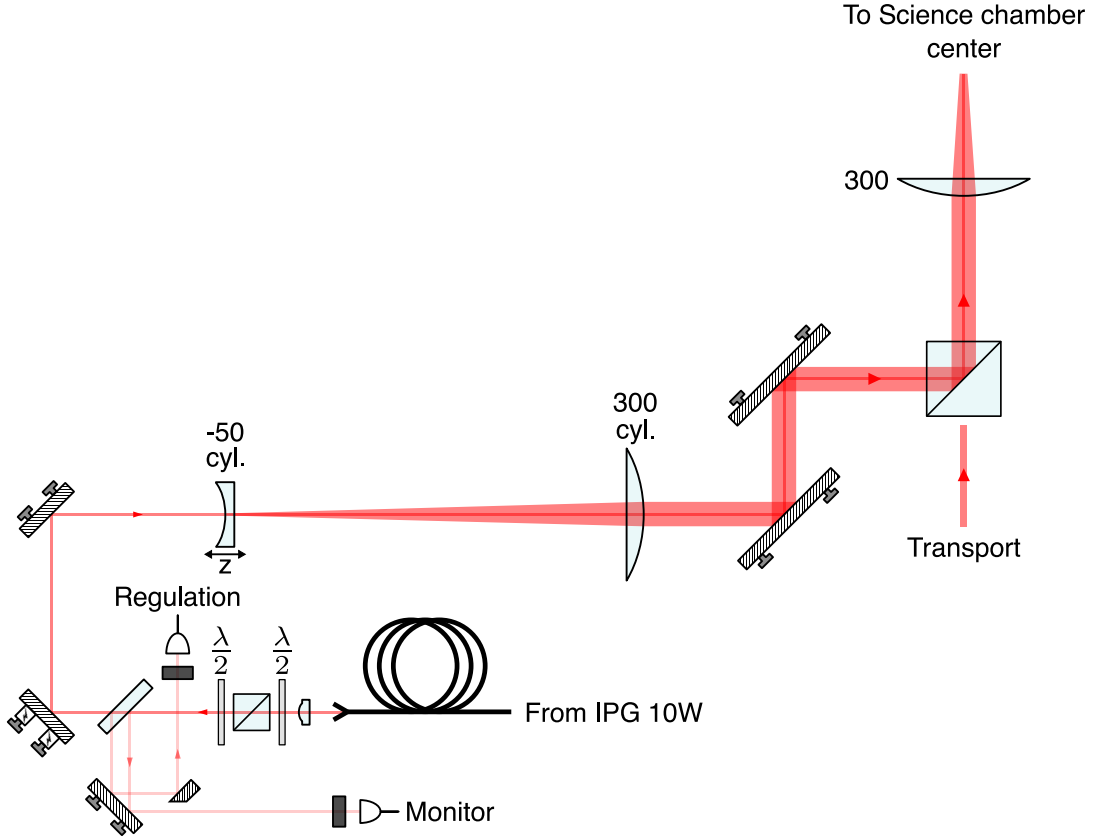 To Science chamber
center
300
300
cyl.
-50
cyl.
z
Transport
Regulation
λ/2
λ/2
From IPG 10W
Monitor